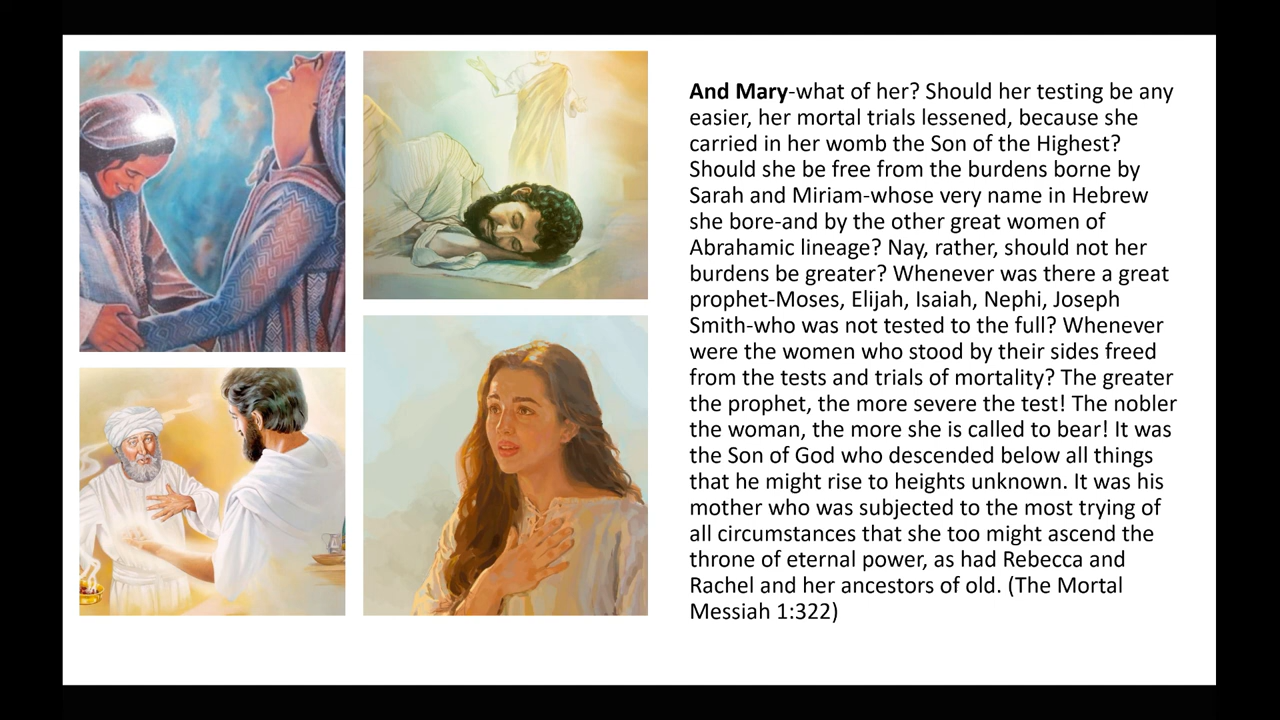 And Mary-what of her? Should her testing be any
easier, her mortal trials lessened, because she
carried in her womb the Son of the Highest?
Should she be free from the burdens borne by
Sarah and Miriam-whose very name in Hebrew
she bore-and by the other great women of
Abrahamic lineage? Nay, rather, should not her
burdens be greater? Whenever was there a great
prophet-Moses, Elijah, Isaiah, Nephi, Joseph
Smith-who was not tested to the full? Whenever
were the women who stood by their sides freed
from the tests and trials of mortality? The greater
the prophet, the more severe the test! The nobler
the woman, the more she is called to bear! It was
the Son of God who descended below all things
that he might rise to heights unknown. It was his
mother who was subjected to the most trying of
all circumstances that she too might ascend the
throne of eternal power, as had Rebecca and
Rachel and her ancestors of old. (The Mortal
Messiah 1:322)